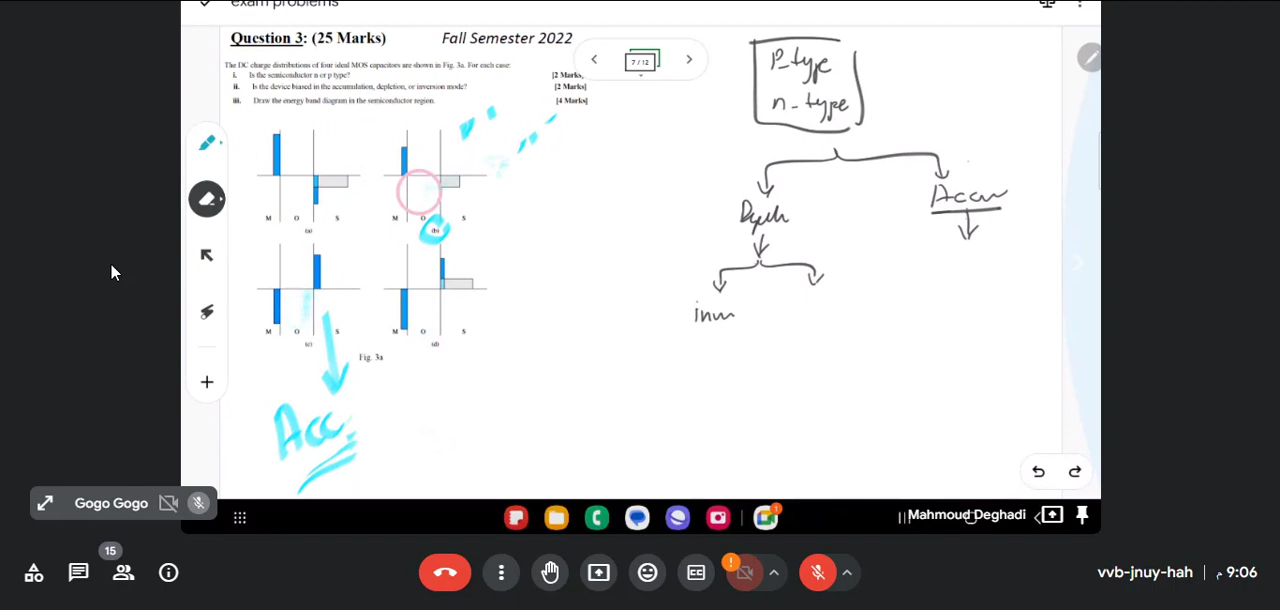 exam problems
Question 3: (25 Marks) Fall Semester 2022
7 / 12
The DC charge distributions of four ideal MOS capacitors are shown in Fig. 3a. For each case:
i. Is the semiconductor n or p type? [2 Marks]
ii. Is the device biased in the accumulation, depletion, or inversion mode? [2 Marks]
iii. Draw the energy band diagram in the semiconductor region. [4 Marks]
M O S
(a)
M O S
(b)
M O S
(c)
M O S
(d)
Fig. 3a
Acc.
P-type
n-type
Accu
inv
Gogo Gogo
Mahmoud Deghadi
1
15
vvb-jnuy-hah | م 9:06